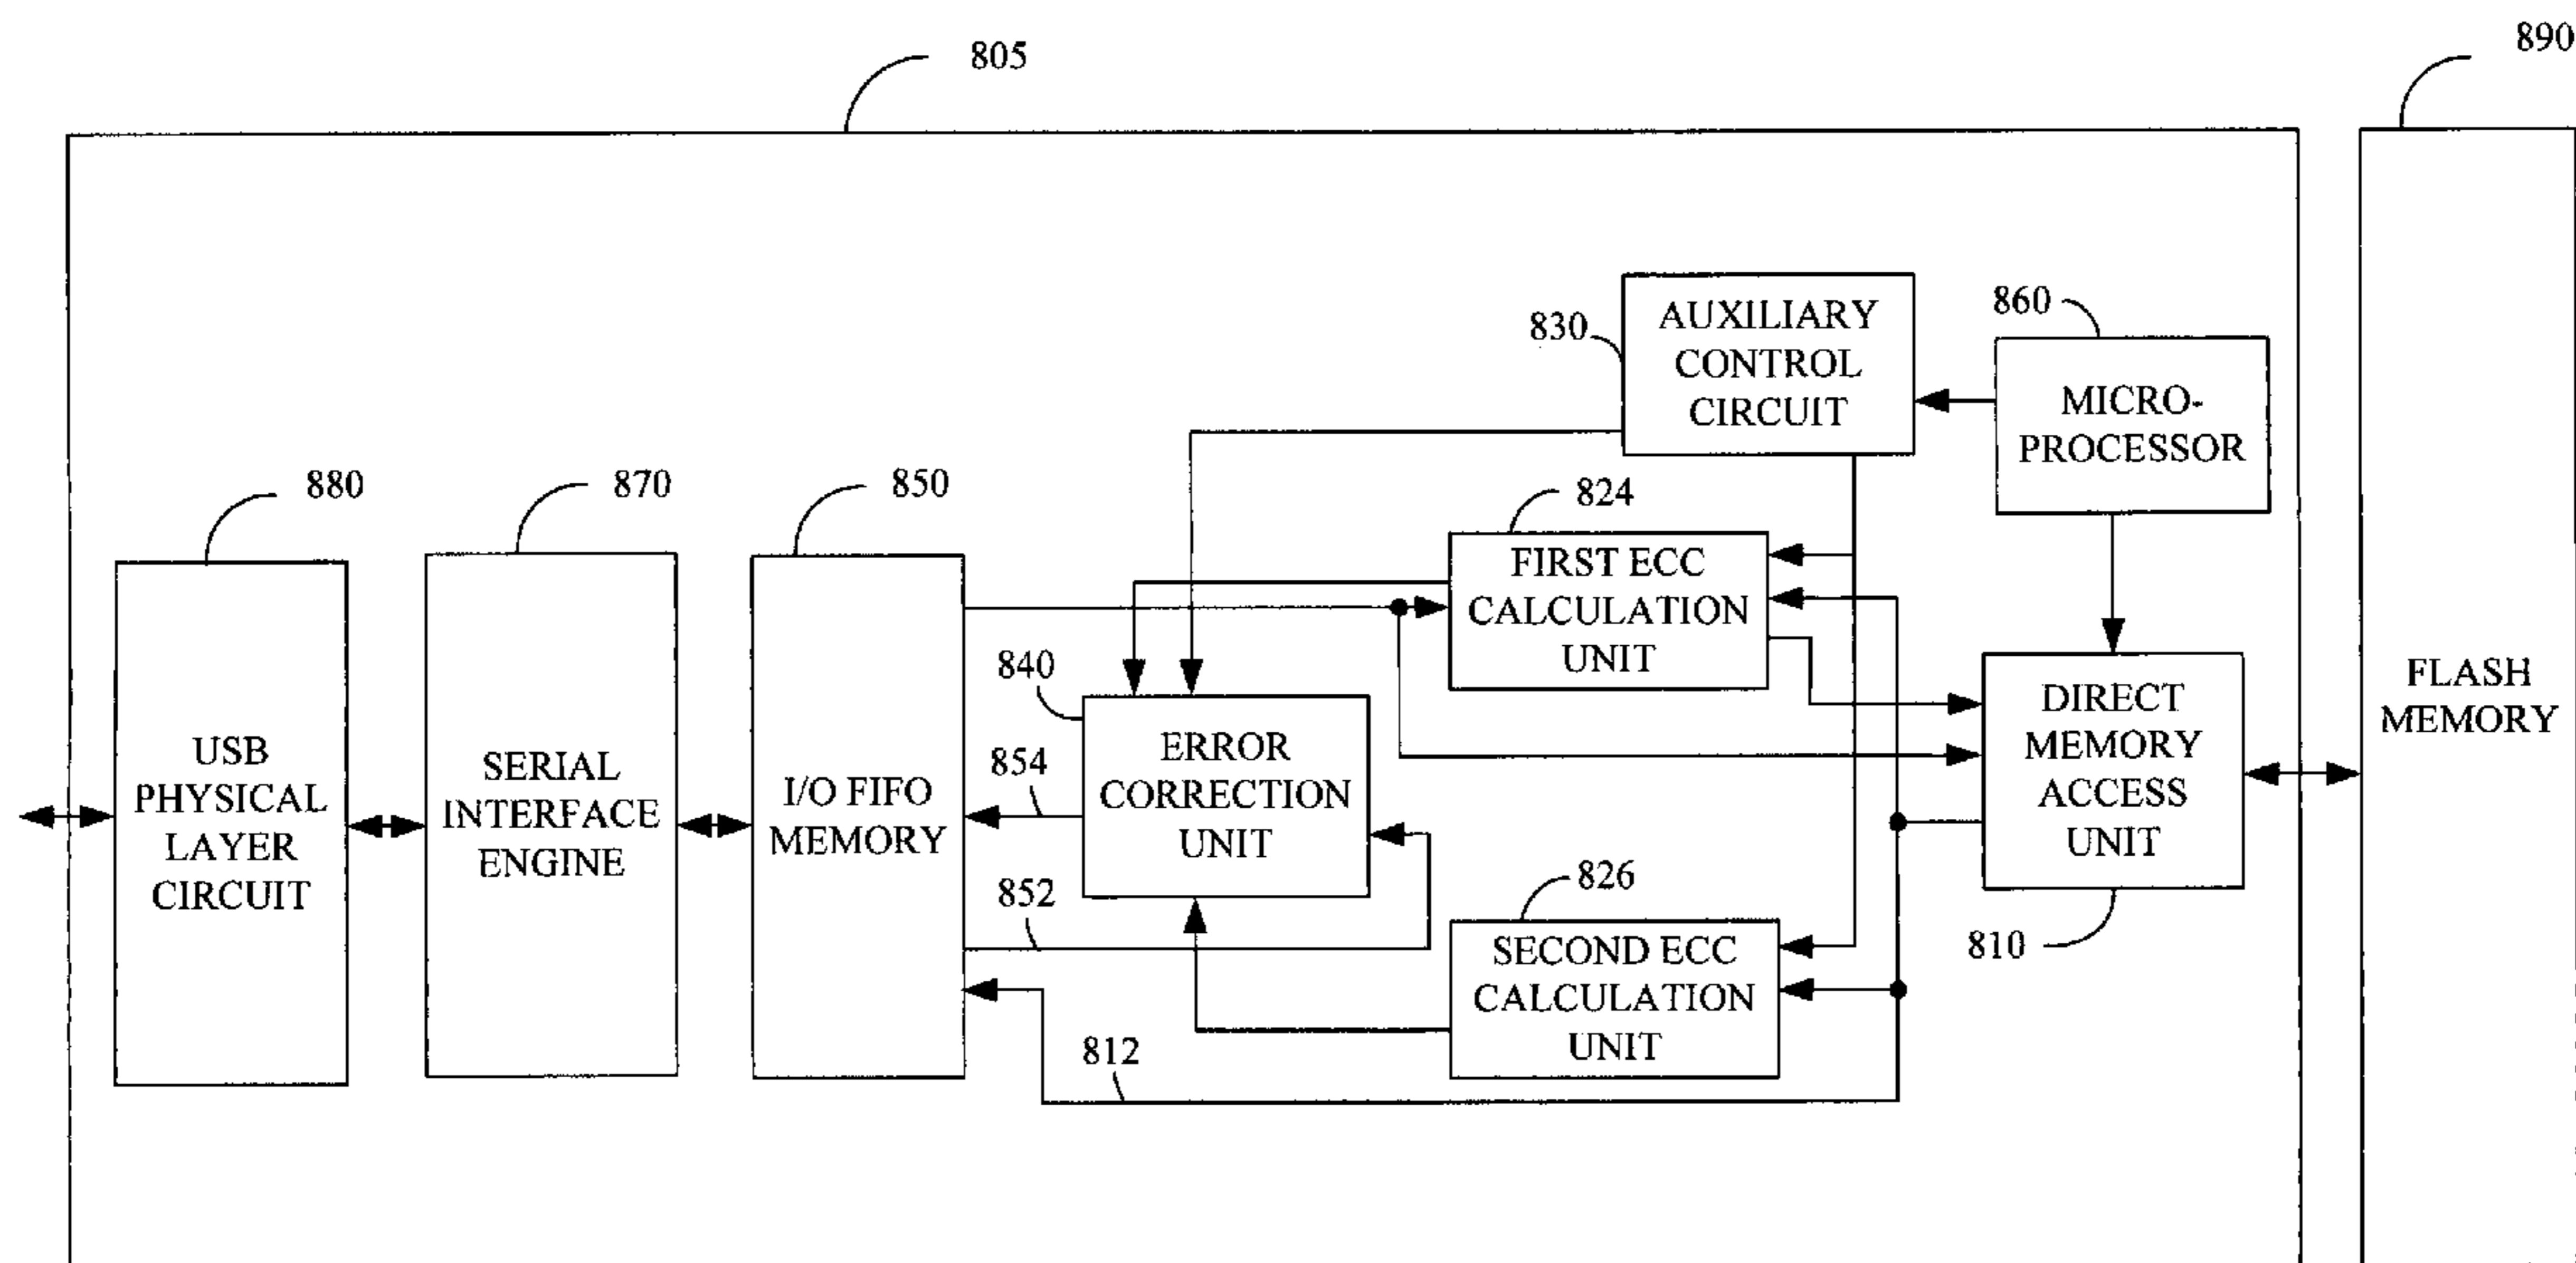 805
890
830
AUXILIARY
CONTROL
CIRCUIT
860
MICRO-
PROCESSOR
880
870
850
824
FIRST ECC
CALCULATION
UNIT
USB
PHYSICAL
LAYER
CIRCUIT
SERIAL
INTERFACE
ENGINE
I/O FIFO
MEMORY
840
ERROR
CORRECTION
UNIT
854
852
812
826
SECOND ECC
CALCULATION
UNIT
DIRECT
MEMORY
ACCESS
UNIT
810
FLASH
MEMORY